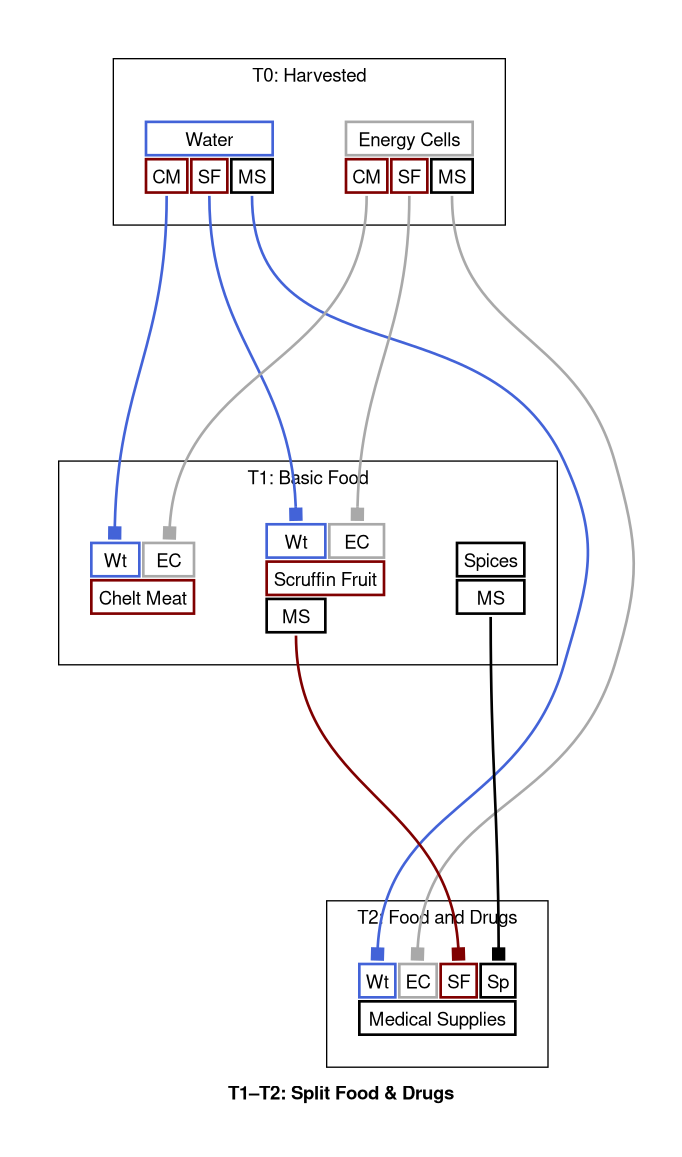 T0: Harvested
Water
Energy Cells
CM SF MS
CM SF MS
T1: Basic Food
Wt EC
Chelt Meat
Wt EC
Scruffin Fruit
MS
Spices
MS
T2: Food and Drugs
Wt EC SF Sp
Medical Supplies
T1–T2: Split Food & Drugs